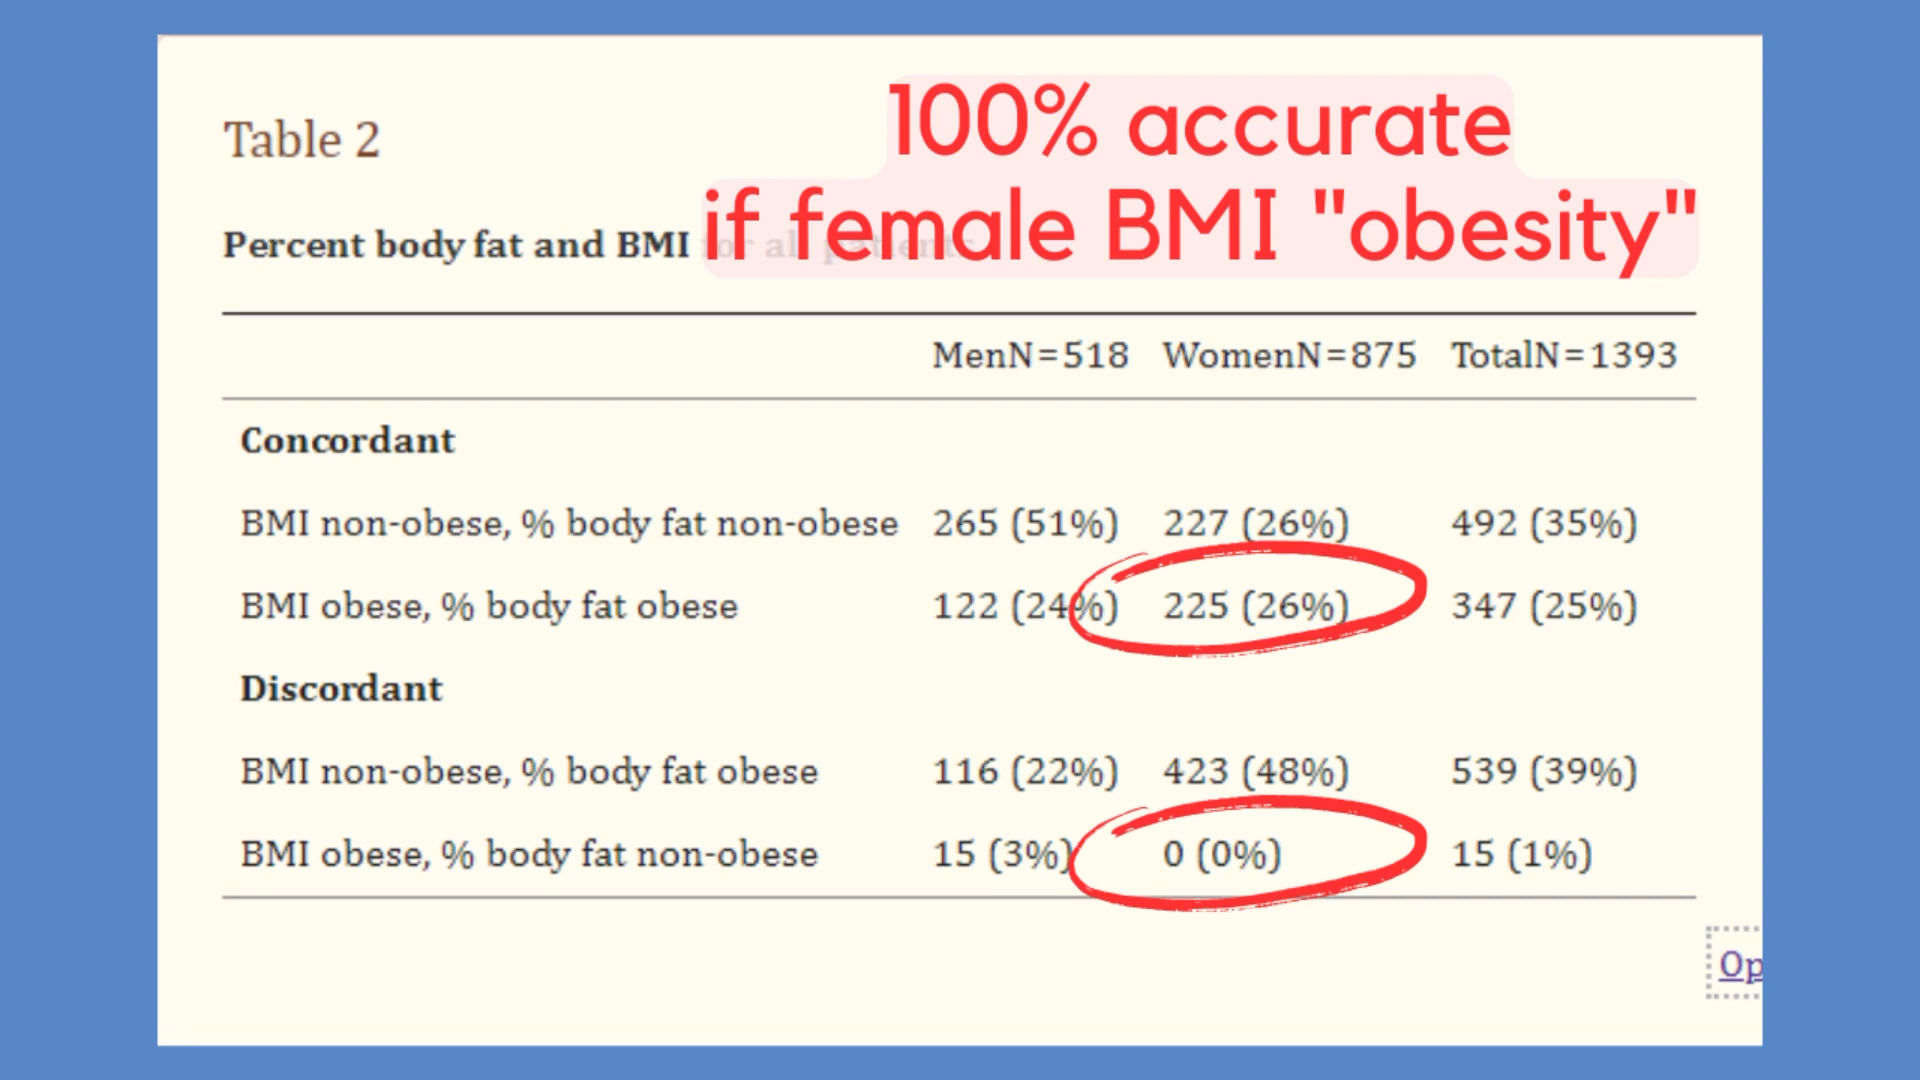 100% accurate
if female BMI "obesity"
Table 2
Percent body fat and BMI for all patients
MenN=518 WomenN=875 TotalN=1393
Concordant
BMI non-obese, % body fat non-obese 265 (51%) 227 (26%) 492 (35%)
BMI obese, % body fat obese 122 (24%) 225 (26%) 347 (25%)
Discordant
BMI non-obese, % body fat obese 116 (22%) 423 (48%) 539 (39%)
BMI obese, % body fat non-obese 15 (3%) 0 (0%) 15 (1%)